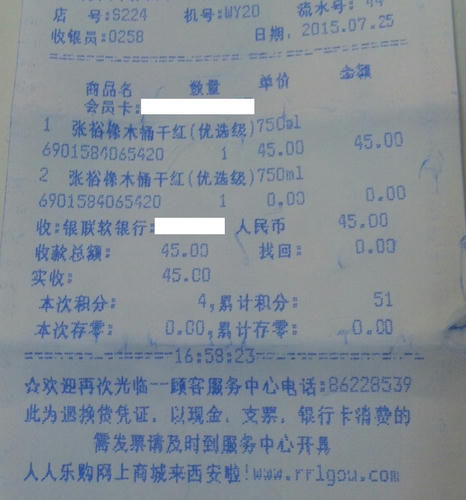 店 号:S224 机号:WY20 流水号:
收银员:0258 日期:2015.07.25
商品名 数量 单价 金额
会员卡:
1 张裕橡木桶干红(优选级)750ml
6901584065420 1 45.00 45.00
2 张裕橡木桶干红(优选级)750ml
6901584065420 1 0.00 0.00
收:银联软银行: 人民币 45.00
收款总额: 45.00 找回: 0.00
实收: 45.00
本次积分: 4,累计积分: 51
本次存零: 0.00,累计存零: 0.00
16:58:23
☆欢迎再次光临--顾客服务中心电话:86228539
此为退换货凭证，以现金、支票，银行卡消费的
需发票请及时到服务中心开具
人人乐购网上商城来西安啦!www.rrlgou.com